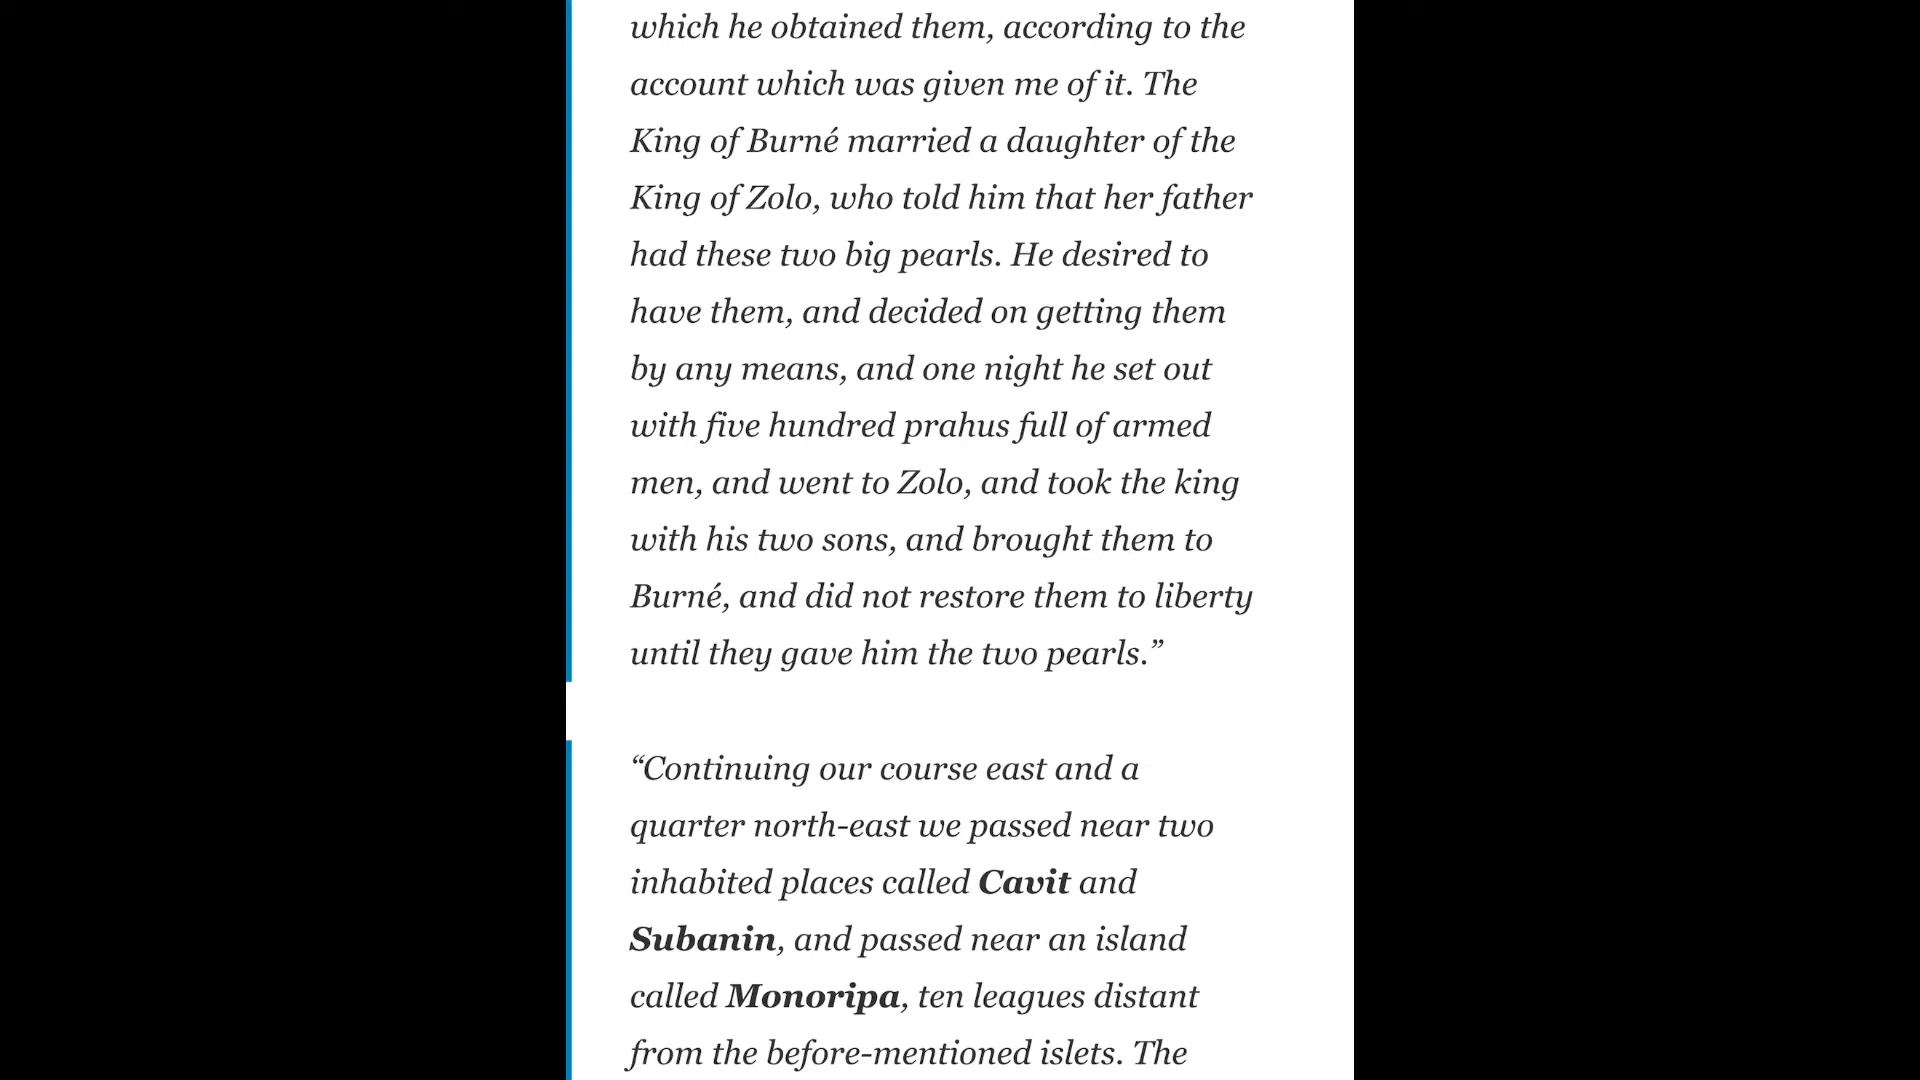 which he obtained them, according to the
account which was given me of it. The
King of Burné married a daughter of the
King of Zolo, who told him that her father
had these two big pearls. He desired to
have them, and decided on getting them
by any means, and one night he set out
with five hundred prahus full of armed
men, and went to Zolo, and took the king
with his two sons, and brought them to
Burné, and did not restore them to liberty
until they gave him the two pearls.”
“Continuing our course east and a
quarter north-east we passed near two
inhabited places called Cavit and
Subanin, and passed near an island
called Monoripa, ten leagues distant
from the before-mentioned islets. The